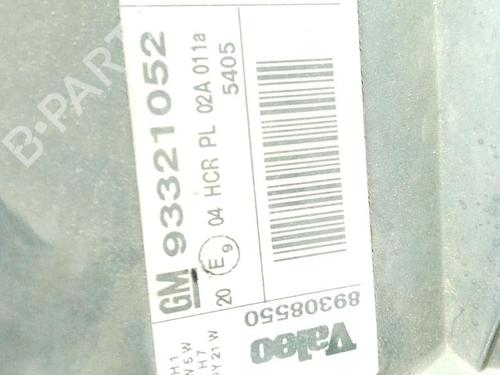 GM 93321052
20 E9 04 HCR PL 02A 011a
5405
H1
W5W
H7
PY21W
Valeo
89308550
B-PARTS